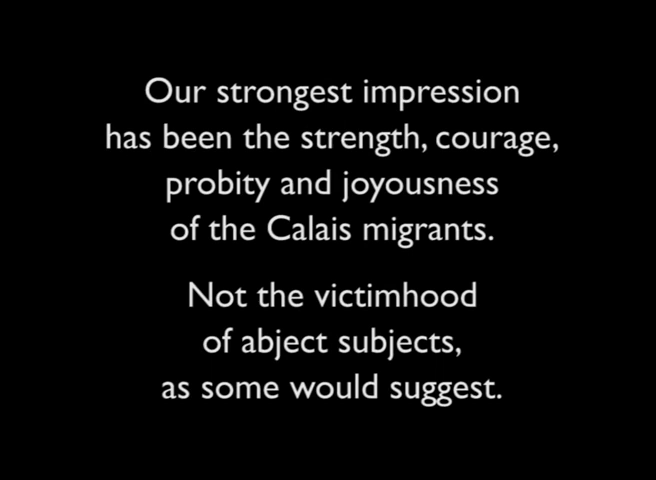 Our strongest impression
has been the strength, courage,
probity and joyousness
of the Calais migrants.
Not the victimhood
of abject subjects,
as some would suggest.